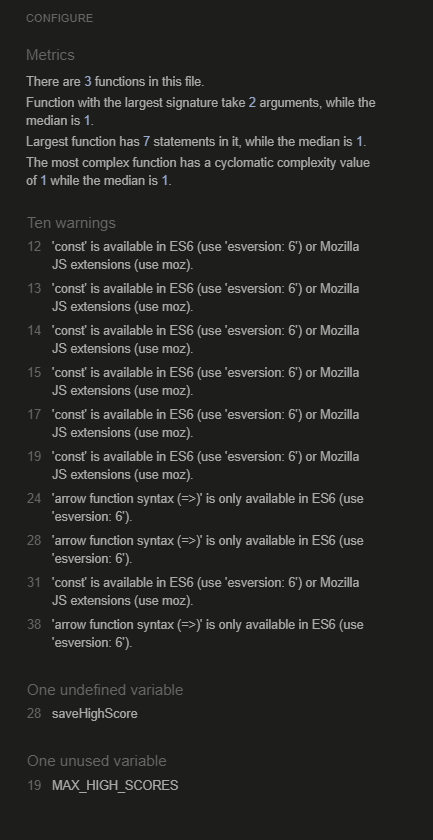 CONFIGURE
Metrics
There are 3 functions in this file.
Function with the largest signature take 2 arguments, while the
median is 1.
Largest function has 7 statements in it, while the median is 1.
The most complex function has a cyclomatic complexity value
of 1 while the median is 1.
Ten warnings
12 'const' is available in ES6 (use 'esversion: 6') or Mozilla
JS extensions (use moz).
13 'const' is available in ES6 (use 'esversion: 6') or Mozilla
JS extensions (use moz).
14 'const' is available in ES6 (use 'esversion: 6') or Mozilla
JS extensions (use moz).
15 'const' is available in ES6 (use 'esversion: 6') or Mozilla
JS extensions (use moz).
17 'const' is available in ES6 (use 'esversion: 6') or Mozilla
JS extensions (use moz).
19 'const' is available in ES6 (use 'esversion: 6') or Mozilla
JS extensions (use moz).
24 'arrow function syntax (=>)' is only available in ES6 (use
'esversion: 6').
28 'arrow function syntax (=>)' is only available in ES6 (use
'esversion: 6').
31 'const' is available in ES6 (use 'esversion: 6') or Mozilla
JS extensions (use moz).
38 'arrow function syntax (=>)' is only available in ES6 (use
'esversion: 6').
One undefined variable
28 saveHighScore
One unused variable
19 MAX_HIGH_SCORES